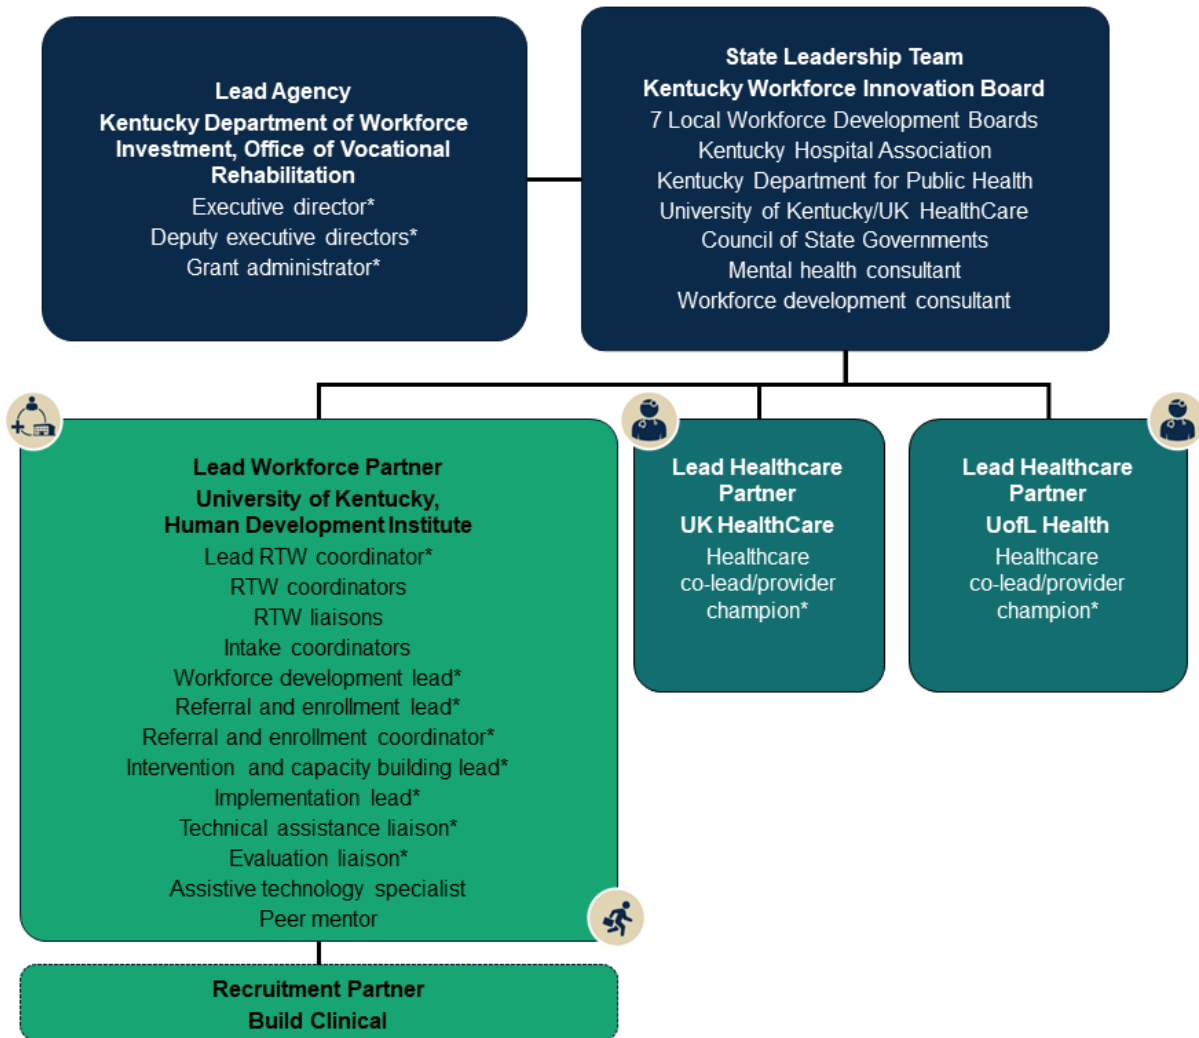 Lead Agency
Kentucky Department of Workforce
Investment, Office of Vocational
Rehabilitation
Executive director*
Deputy executive directors*
Grant administrator*
State Leadership Team
Kentucky Workforce Innovation Board
7 Local Workforce Development Boards
Kentucky Hospital Association
Kentucky Department for Public Health
University of Kentucky/UK HealthCare
Council of State Governments
Mental health consultant
Workforce development consultant
Lead Workforce Partner
University of Kentucky,
Human Development Institute
Lead RTW coordinator*
RTW coordinators
RTW liaisons
Intake coordinators
Workforce development lead*
Referral and enrollment lead*
Referral and enrollment coordinator*
Intervention and capacity building lead*
Implementation lead*
Technical assistance liaison*
Evaluation liaison*
Assistive technology specialist
Peer mentor
Lead Healthcare
Partner
UK HealthCare
Healthcare
co-lead/provider
champion*
Lead Healthcare
Partner
UofL Health
Healthcare
co-lead/provider
champion*
Recruitment Partner
Build Clinical